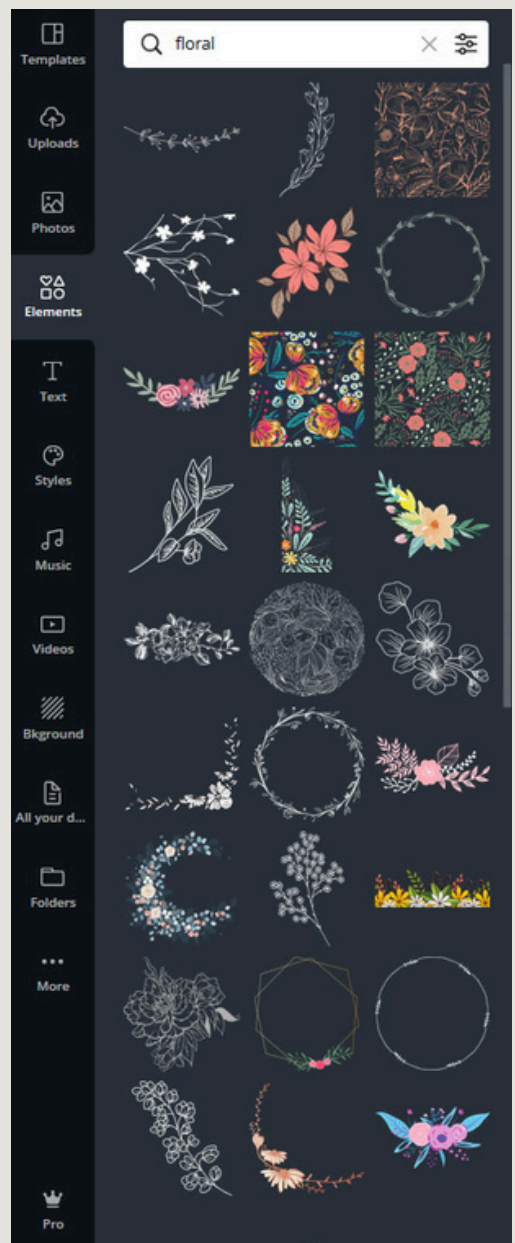 floral
Templates
Uploads
Photos
Elements
Text
Styles
Music
Videos
Bkground
All your d...
Folders
More
Pro